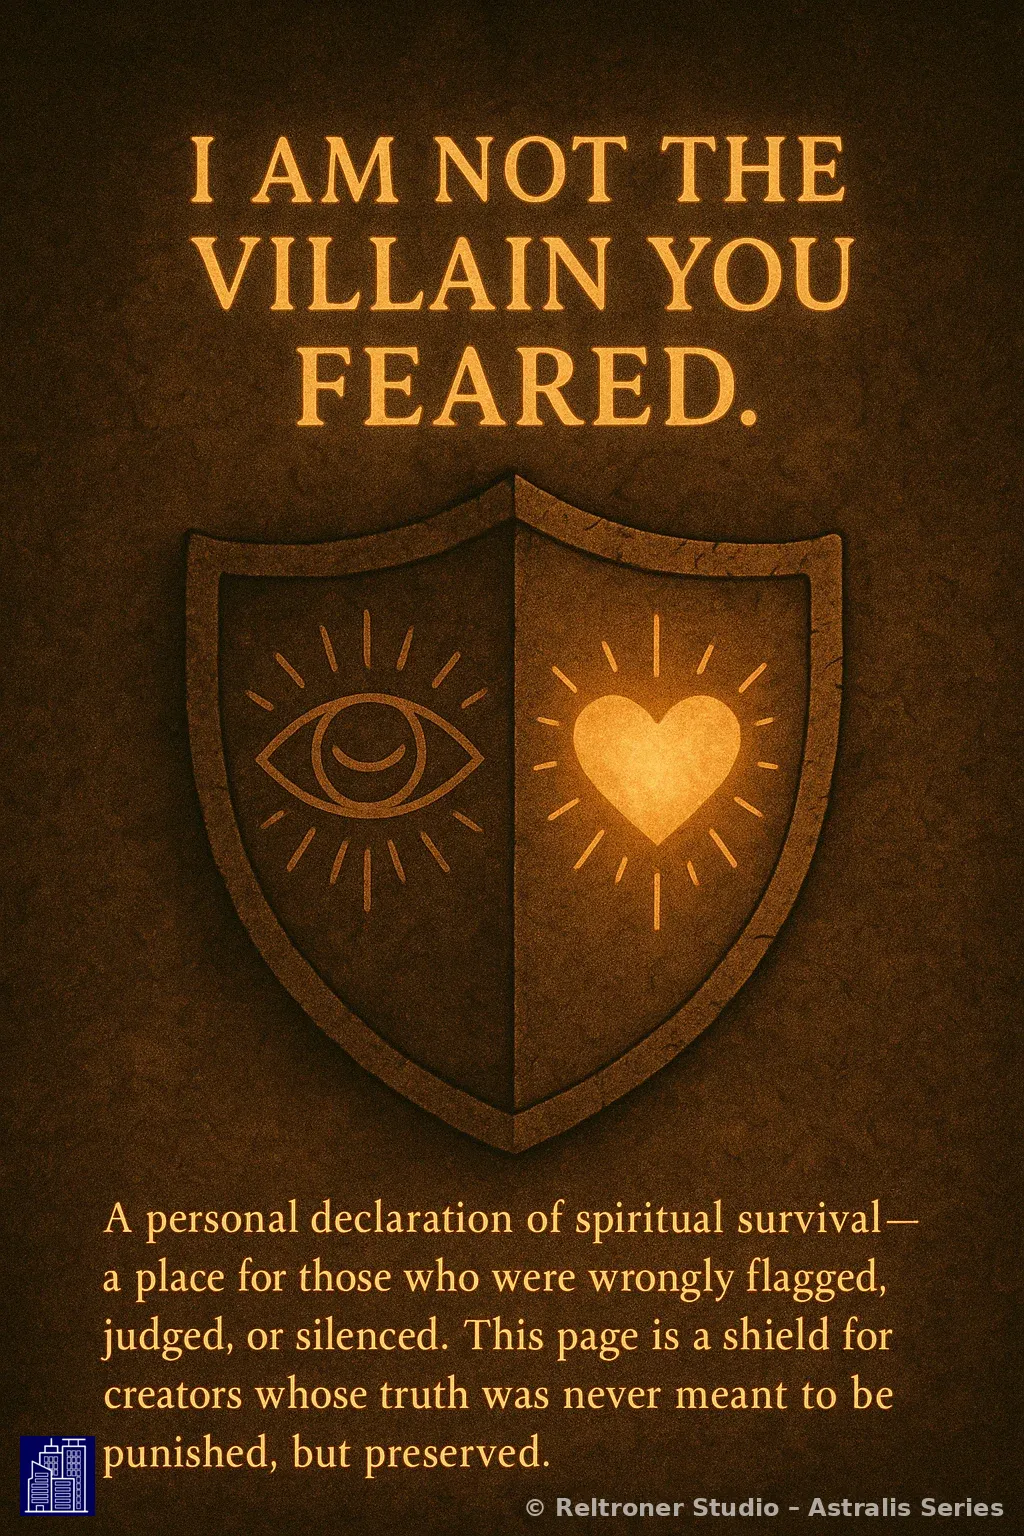 I AM NOT THE
VILLAIN YOU
FEARED.
A personal declaration of spiritual survival—
a place for those who were wrongly flagged,
judged, or silenced. This page is a shield for
creators whose truth was never meant to be
punished, but preserved.
© Reltroner Studio – Astralis Series